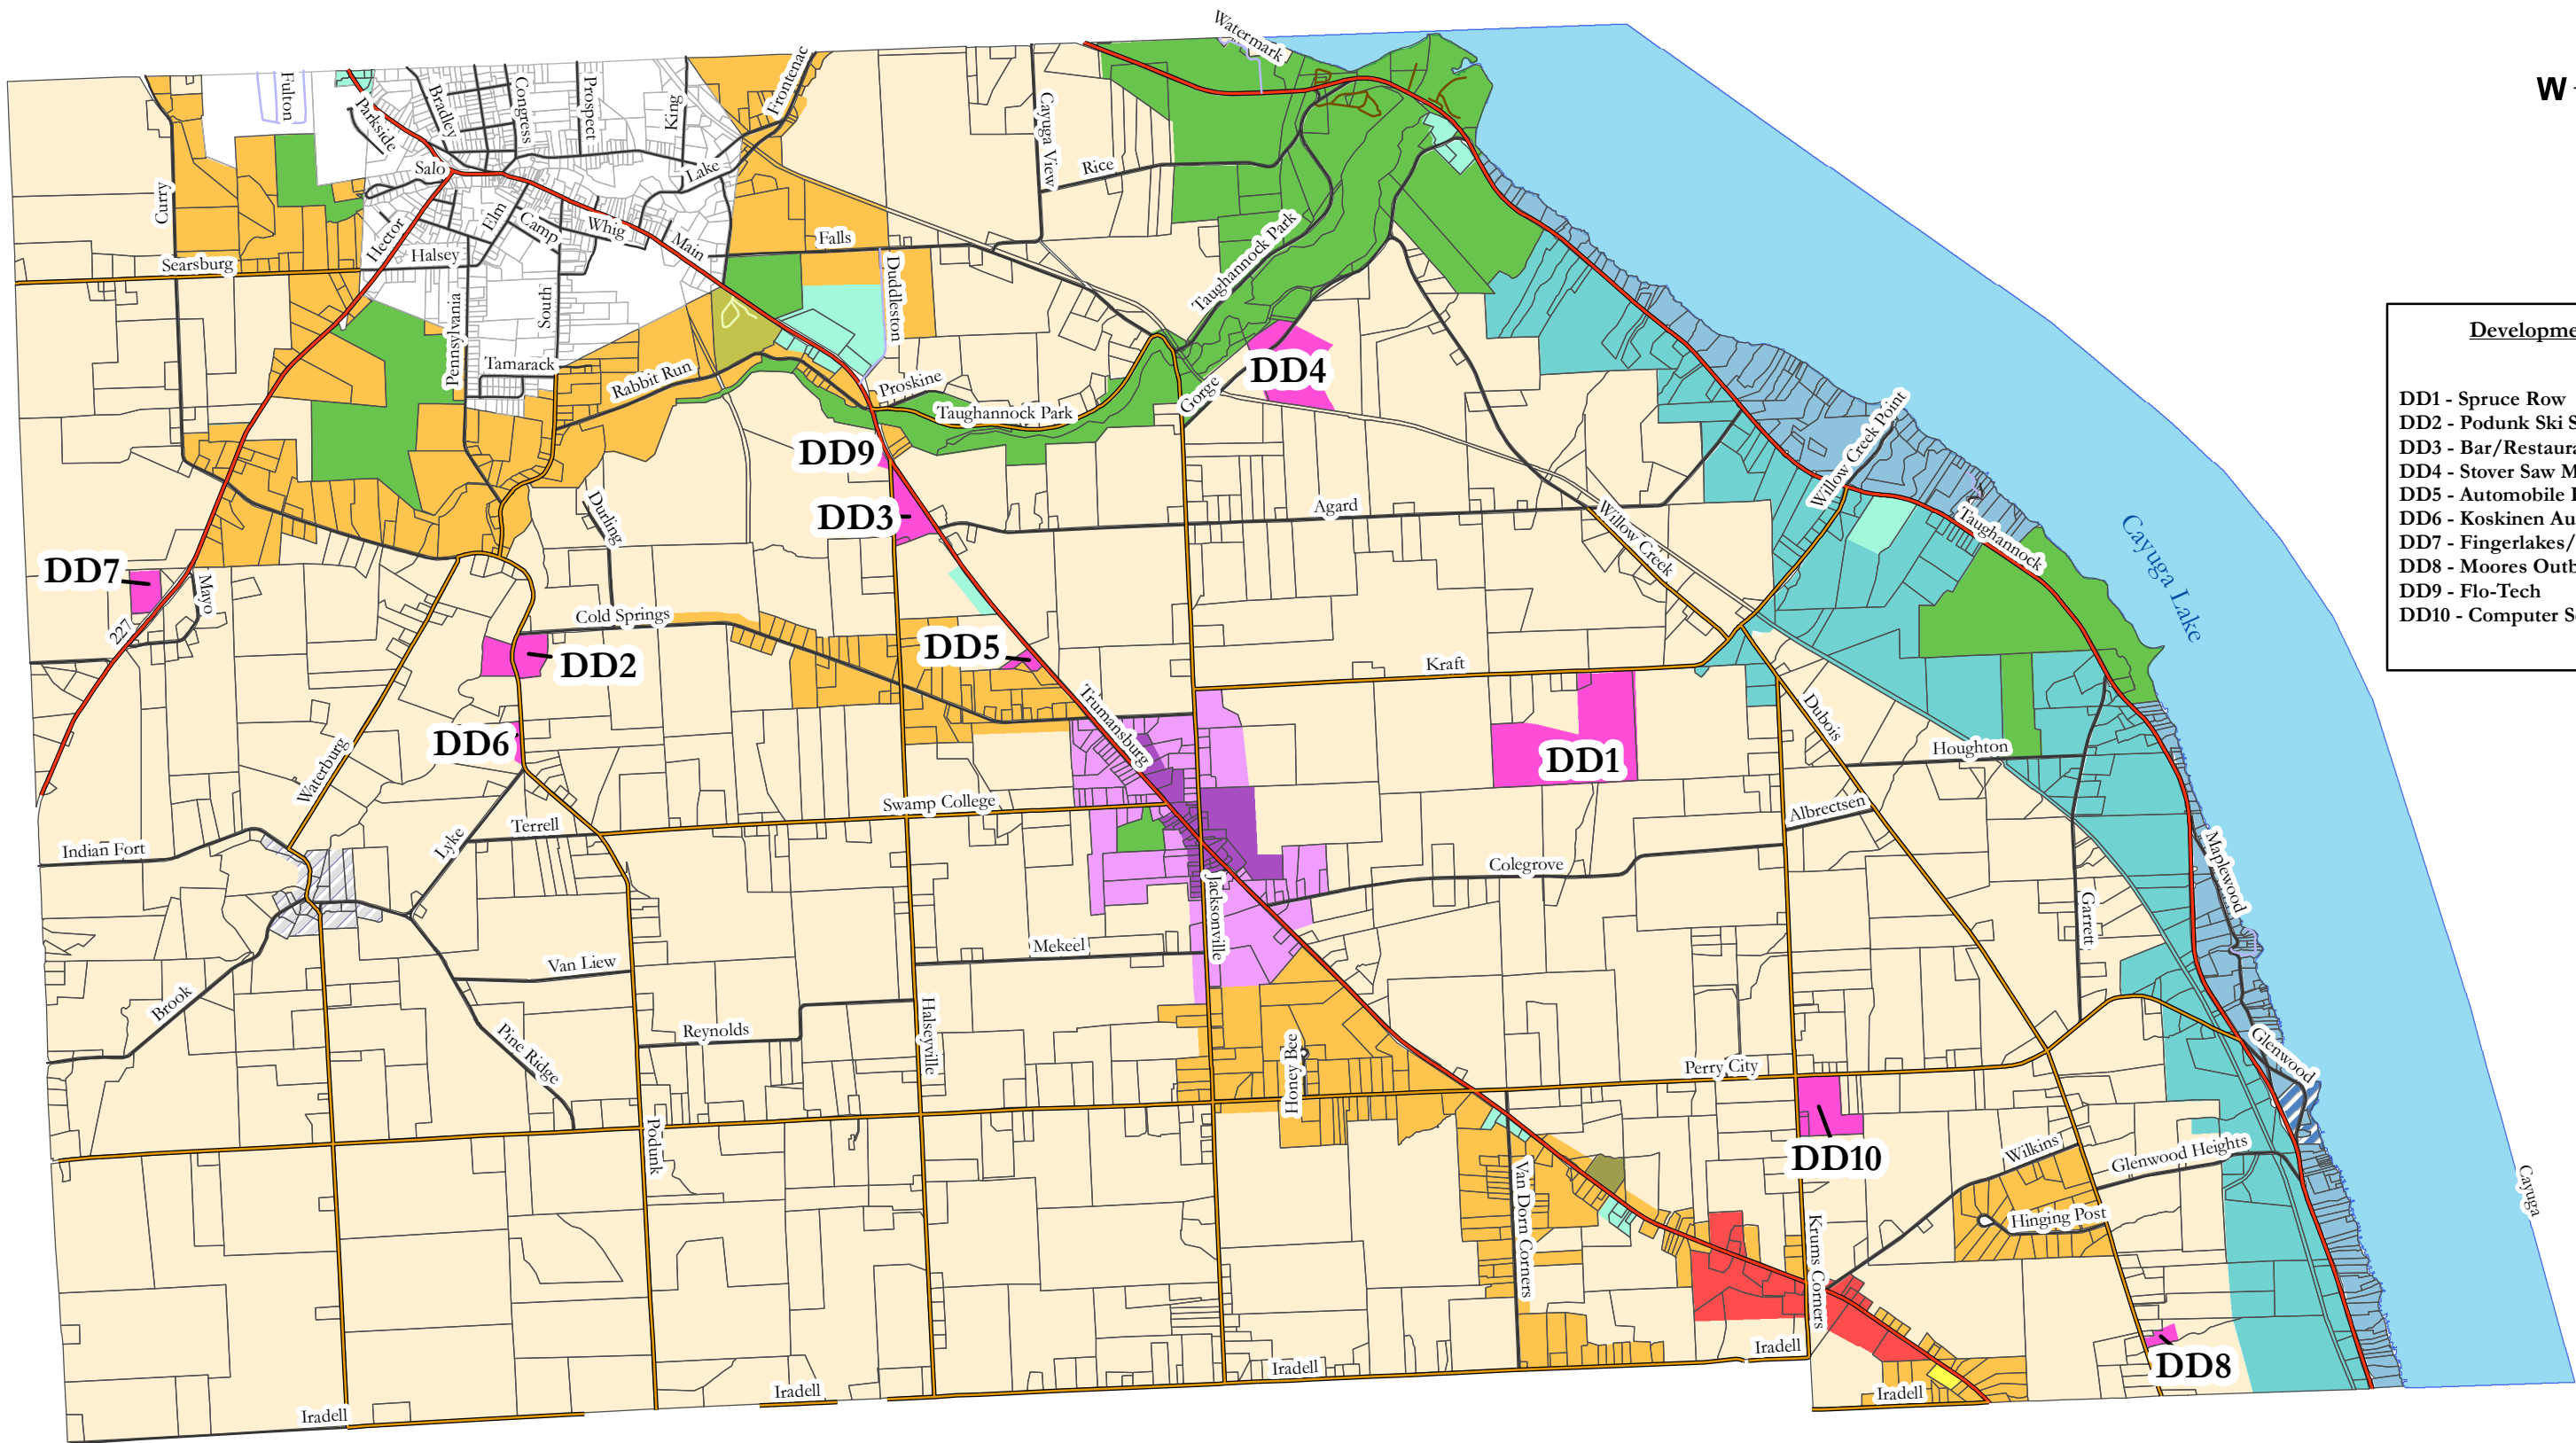 Watermark
W
Fulton
Parkside
Bradley
Congress
Prospect
King
Frontenac
Cayuga View
Rice
Salo
Lake
Curry
Hector
Elm
Camp
Whig
Main
Halsey
Falls
Searsburg
Duddleston
Taughannock Park
Pennsylvania
South
Tamarack
Rabbit Run
Proskine
Taughannock Park
Gorge
DD4
Developme
DD1 - Spruce Row
DD2 - Podunk Ski S
DD3 - Bar/Restaura
DD4 - Stover Saw M
DD5 - Automobile
DD6 - Koskinen Au
DD7 - Fingerlakes/
DD8 - Moores Outb
DD9 - Flo-Tech
DD10 - Computer S
Willow Creek Point
DD9
DD3
Durling
Agard
Willow Creek
Taughannock
Cayuga Lake
DD7
Mayo
227
Cold Springs
DD2
DD5
Kraft
Trumansburg
DD6
DD1
Dubois
Houghton
Waterburg
Swamp College
Albrectsen
Terrell
Lyke
Indian Fort
Colegrove
Maplewood
Jacksonville
Garrett
Mekeel
Van Liew
Brook
Halseyville
Reynolds
Pine Ridge
Honey Bee
Perry City
Glenwood
Podunk
DD10
Wilkins
Glenwood Heights
Van Dorn Corners
Hinging Post
Krums Corners
Cayuga
Iradell
Iradell
DD8
Iradell
Iradell
Iradell